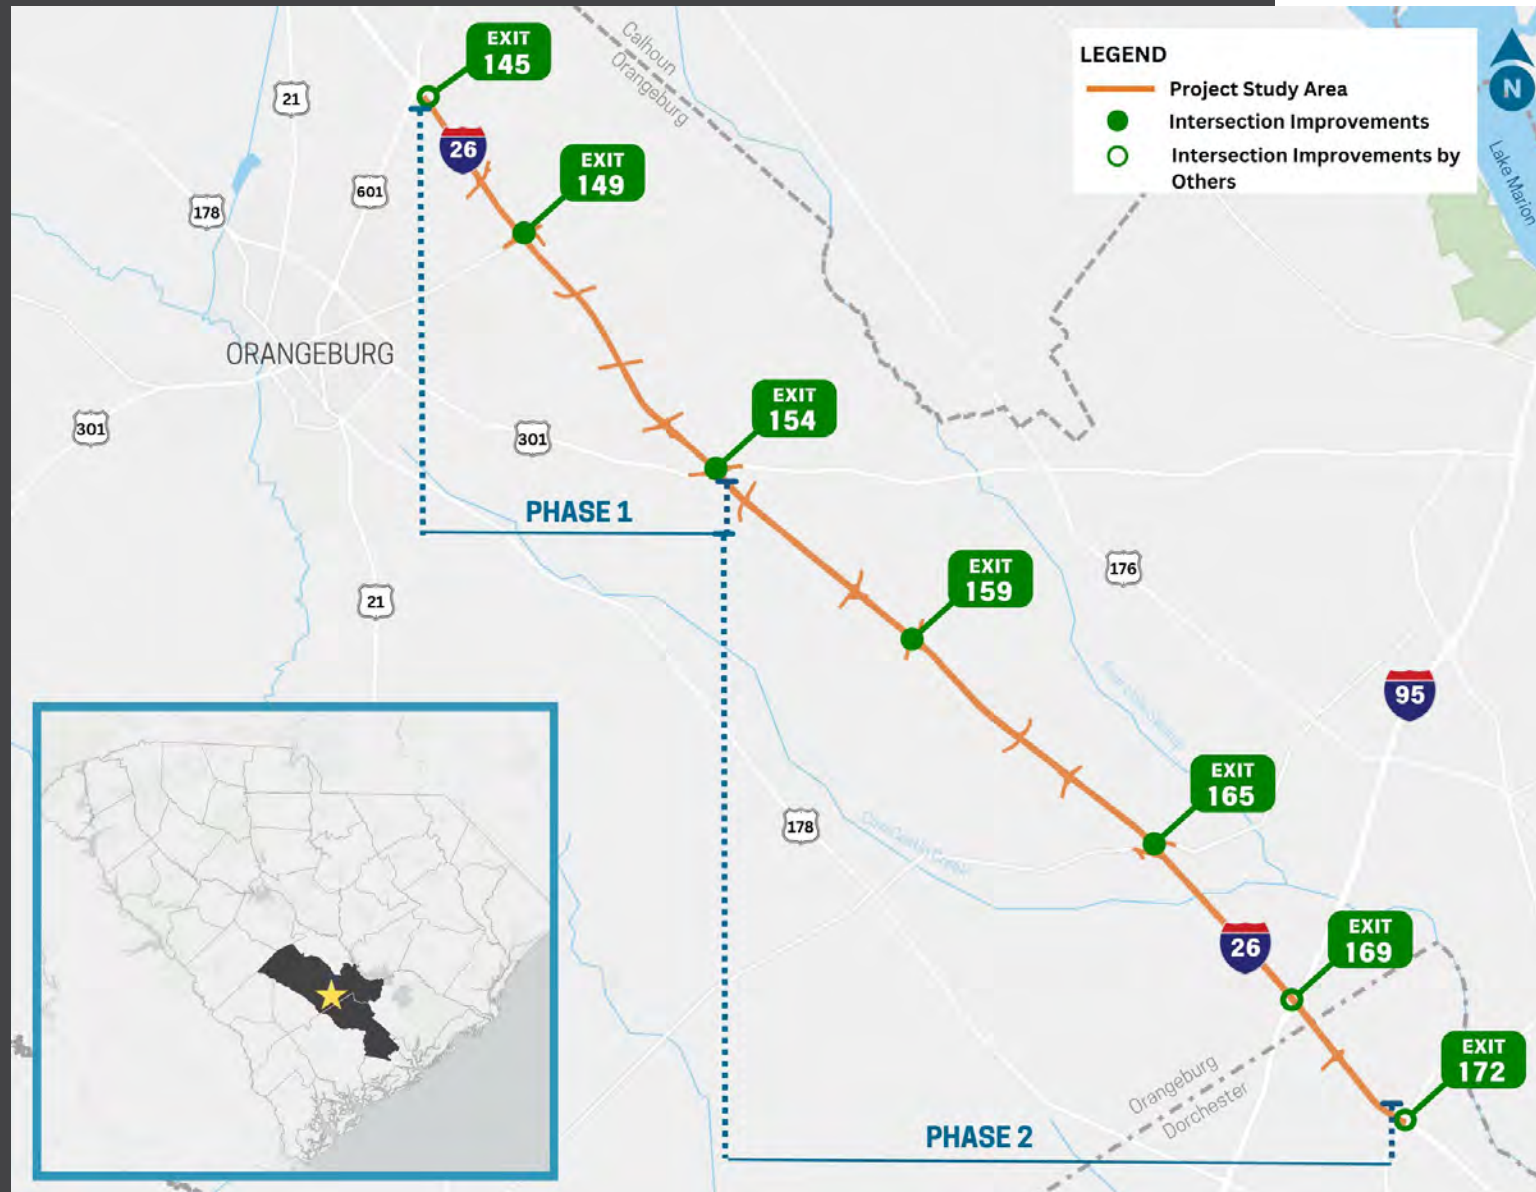 EXIT
145
Calhoun
Orangeburg
LEGEND
Project Study Area
Intersection Improvements
Intersection Improvements by
Others
N
21
26
EXIT
149
601
178
Lake Marion
ORANGEBURG
EXIT
154
301
301
PHASE 1
EXIT
159
176
21
95
EXIT
165
178
26
EXIT
169
EXIT
172
Orangeburg
Dorchester
PHASE 2